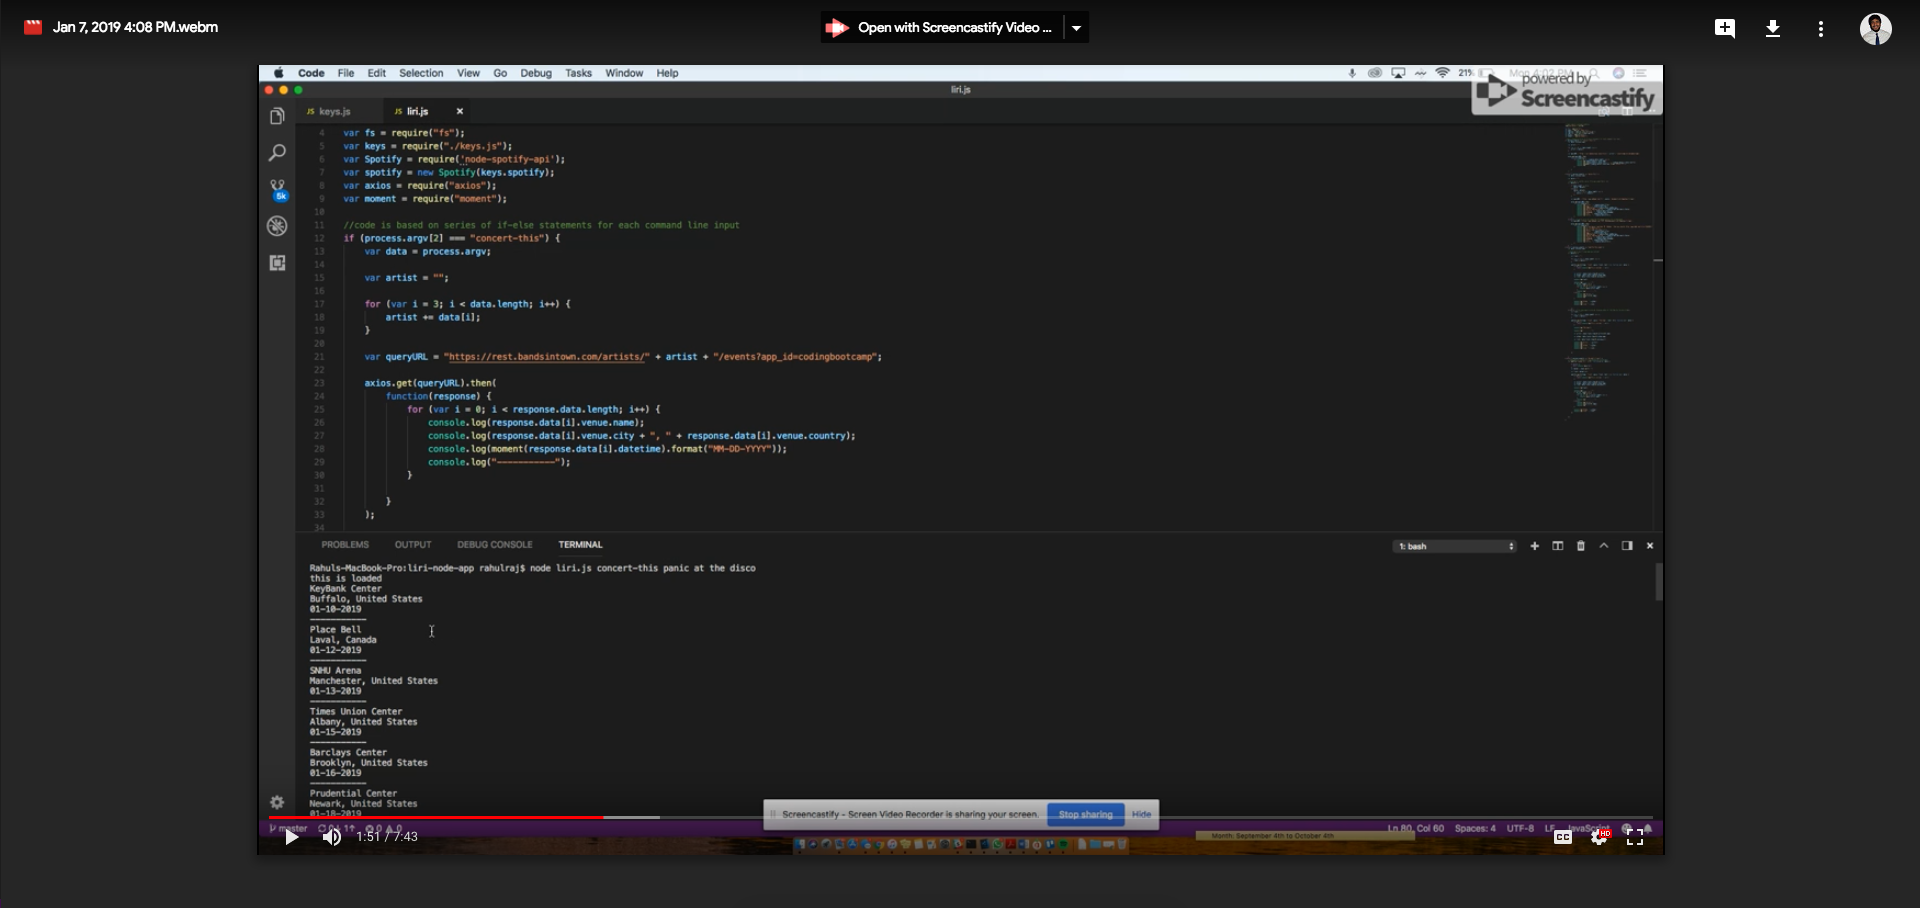 Jan 7, 2019 4:08 PM.webm
Open with Screencastify Video ...
Code File Edit Selection View Go Debug Tasks Window Help
21%
Mon 4:02 PM
powered by
Screencastify
liri.js
JS keys.js
JS liri.js
4 var fs = require("fs");
5 var keys = require("./keys.js");
6 var Spotify = require('node-spotify-api');
7 var spotify = new Spotify(keys.spotify);
8 var axios = require("axios");
9 var moment = require("moment");
10
11 //code is based on series of if-else statements for each command line input
12 if (process.argv[2] === "concert-this") {
13 var data = process.argv;
14
15 var artist = "";
16
17 for (var i = 3; i < data.length; i++) {
18 artist += data[i];
19 }
20
21 var queryURL = "https://rest.bandsintown.com/artists/" + artist + "/events?app_id=codingbootcamp";
22
23 axios.get(queryURL).then(
24 function(response) {
25 for (var i = 0; i < response.data.length; i++) {
26 console.log(response.data[i].venue.name);
27 console.log(response.data[i].venue.city + ", " + response.data[i].venue.country);
28 console.log(moment(response.data[i].datetime).format("MM-DD-YYYY"));
29 console.log("-----------");
30 }
31
32 }
33 );
34
5k
PROBLEMS OUTPUT DEBUG CONSOLE TERMINAL
1: bash
Rahuls-MacBook-Pro:liri-node-app rahulraj$ node liri.js concert-this panic at the disco
this is loaded
KeyBank Center
Buffalo, United States
01-10-2019
-----------
Place Bell
Laval, Canada
01-12-2019
-----------
SNHU Arena
Manchester, United States
01-13-2019
-----------
Times Union Center
Albany, United States
01-15-2019
-----------
Barclays Center
Brooklyn, United States
01-16-2019
-----------
Prudential Center
Newark, United States
01-18-2019
Screencastify - Screen Video Recorder is sharing your screen.
Stop sharing
Hide
master
Ln 80, Col 60 Spaces: 4 UTF-8 LF JavaScript
1:51 / 7:43
Month: September 4th to October 4th
CC
HD